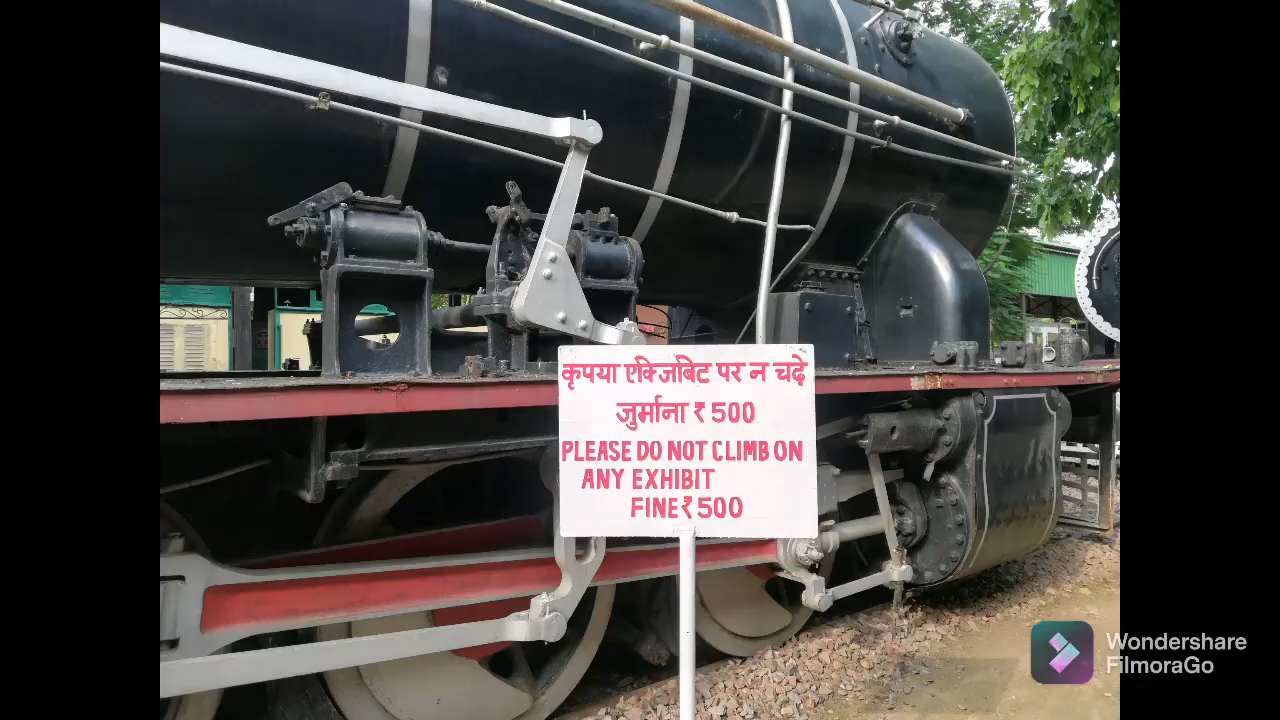 कृपया एक्जिबिट पर न चढ़े
जुर्माना ₹ 500
PLEASE DO NOT CLIMB ON
ANY EXHIBIT
FINE ₹ 500
Wondershare
FilmoraGo